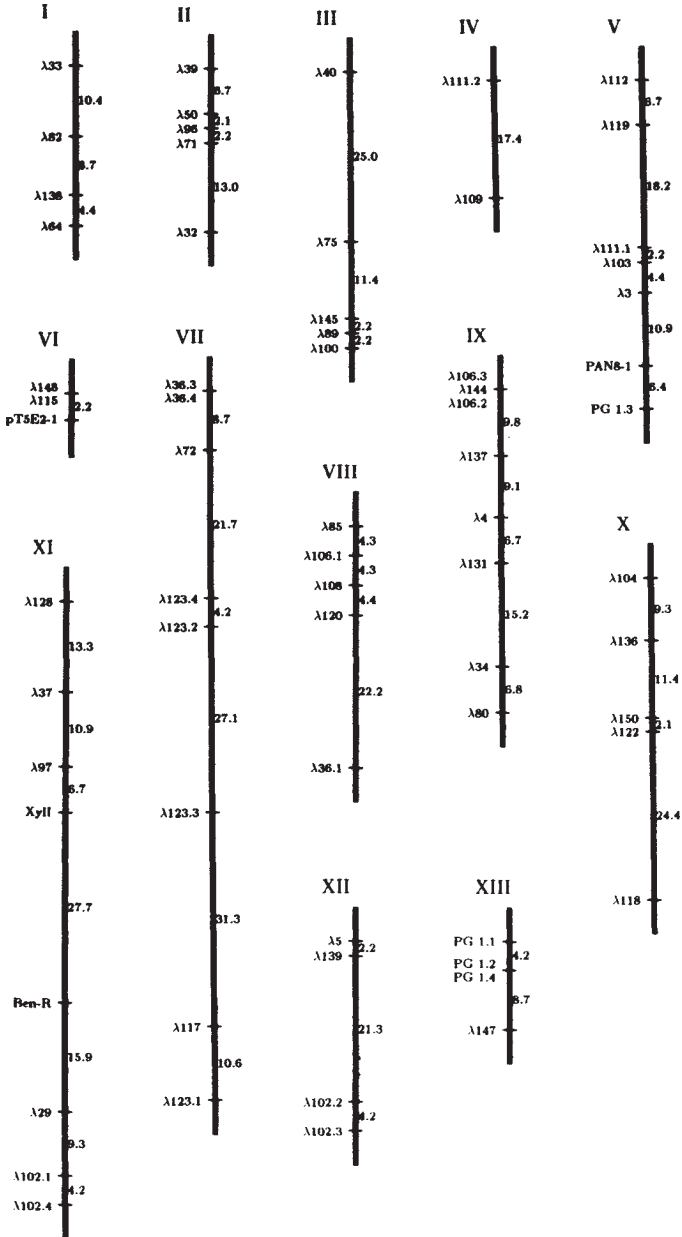 I
λ33
10.4
λ82
8.7
λ138
4.4
λ64
II
λ39
6.7
λ50
2.1
λ96
2.2
λ71
13.0
λ32
III
λ40
25.0
λ75
11.4
λ145
2.2
λ89
2.2
λ100
IV
λ111.2
17.4
λ109
V
λ112
6.7
λ119
18.2
λ111.1
2.2
λ103
4.4
λ3
10.9
PAN8-1
6.4
PG 1.3
VI
λ148
λ115
2.2
pT5E2-1
VII
λ36.3
λ36.4
8.7
λ72
21.7
λ123.4
4.2
λ123.2
27.1
λ123.3
31.3
λ117
10.6
λ123.1
VIII
λ85
4.3
λ106.1
4.3
λ108
4.4
λ120
22.2
λ36.1
IX
λ106.3
λ144
λ106.2
9.8
λ137
9.1
λ4
6.7
λ131
15.2
λ34
6.8
λ80
X
λ104
9.3
λ136
11.4
λ150
2.1
λ122
24.4
λ118
XI
λ128
13.3
λ37
10.9
λ97
6.7
XylI
27.7
Ben-R
15.9
λ29
9.3
λ102.1
4.2
λ102.4
XII
λ5
2.2
λ139
21.3
λ102.2
4.2
λ102.3
XIII
PG 1.1
4.2
PG 1.2
PG 1.4
8.7
λ147